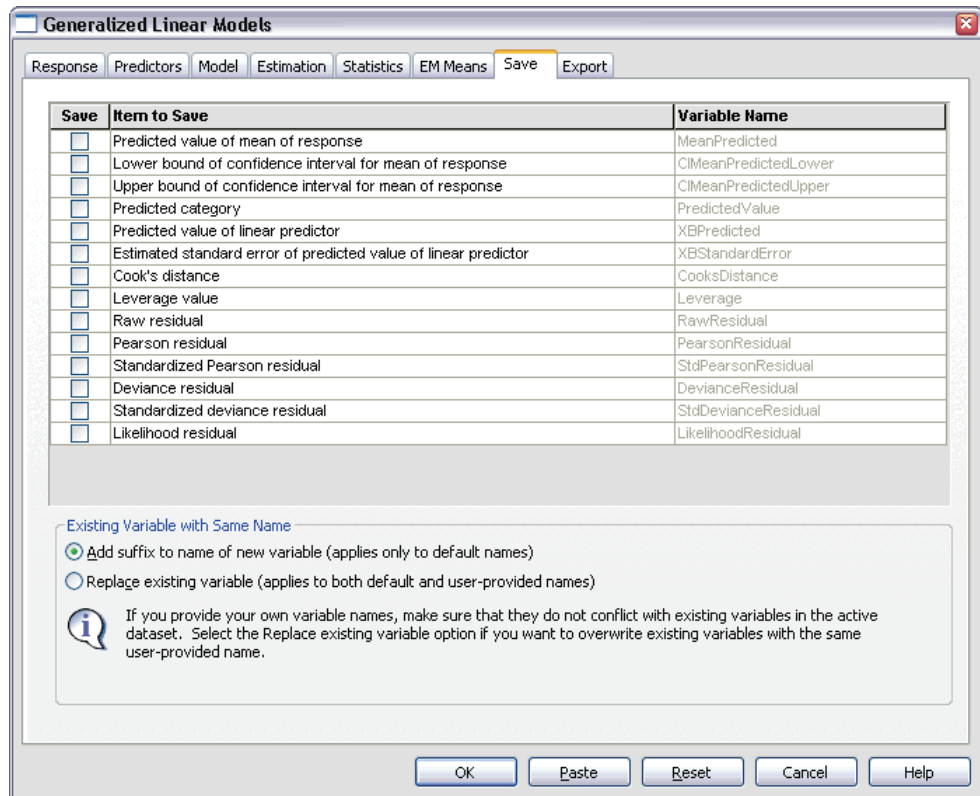 Generalized Linear Models
Response Predictors Model Estimation Statistics EM Means Save Export
Save Item to Save Variable Name
Predicted value of mean of response MeanPredicted
Lower bound of confidence interval for mean of response CIMeanPredictedLower
Upper bound of confidence interval for mean of response CIMeanPredictedUpper
Predicted category PredictedValue
Predicted value of linear predictor XBPredicted
Estimated standard error of predicted value of linear predictor XBStandardError
Cook's distance CooksDistance
Leverage value Leverage
Raw residual RawResidual
Pearson residual PearsonResidual
Standardized Pearson residual StdPearsonResidual
Deviance residual DevianceResidual
Standardized deviance residual StdDevianceResidual
Likelihood residual LikelihoodResidual
Existing Variable with Same Name
Add suffix to name of new variable (applies only to default names)
Replace existing variable (applies to both default and user-provided names)
If you provide your own variable names, make sure that they do not conflict with existing variables in the active
dataset. Select the Replace existing variable option if you want to overwrite existing variables with the same
user-provided name.
OK Paste Reset Cancel Help